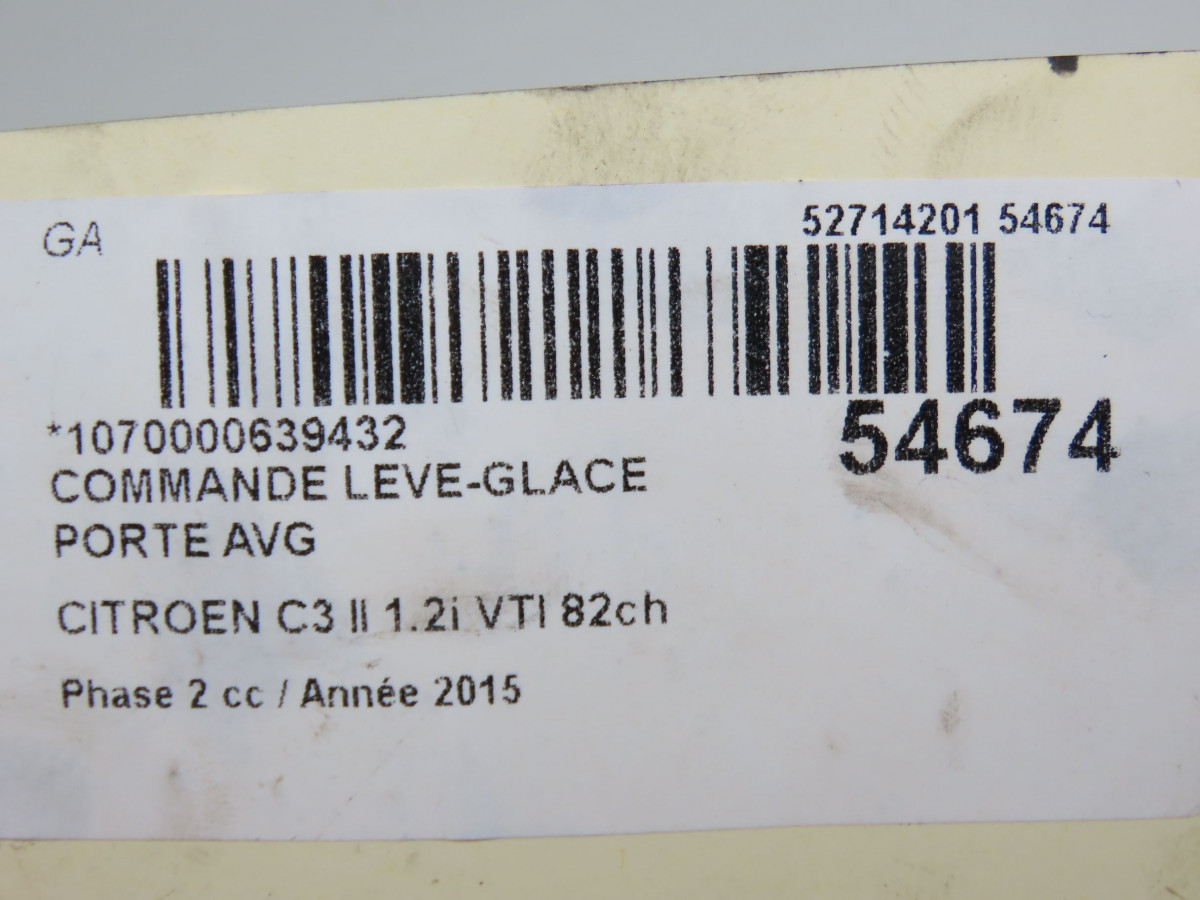 GA
52714201 54674
*1070000639432
54674
COMMANDE LEVE-GLACE
PORTE AVG
CITROEN C3 II 1.2i VTI 82ch
Phase 2 cc / Année 2015